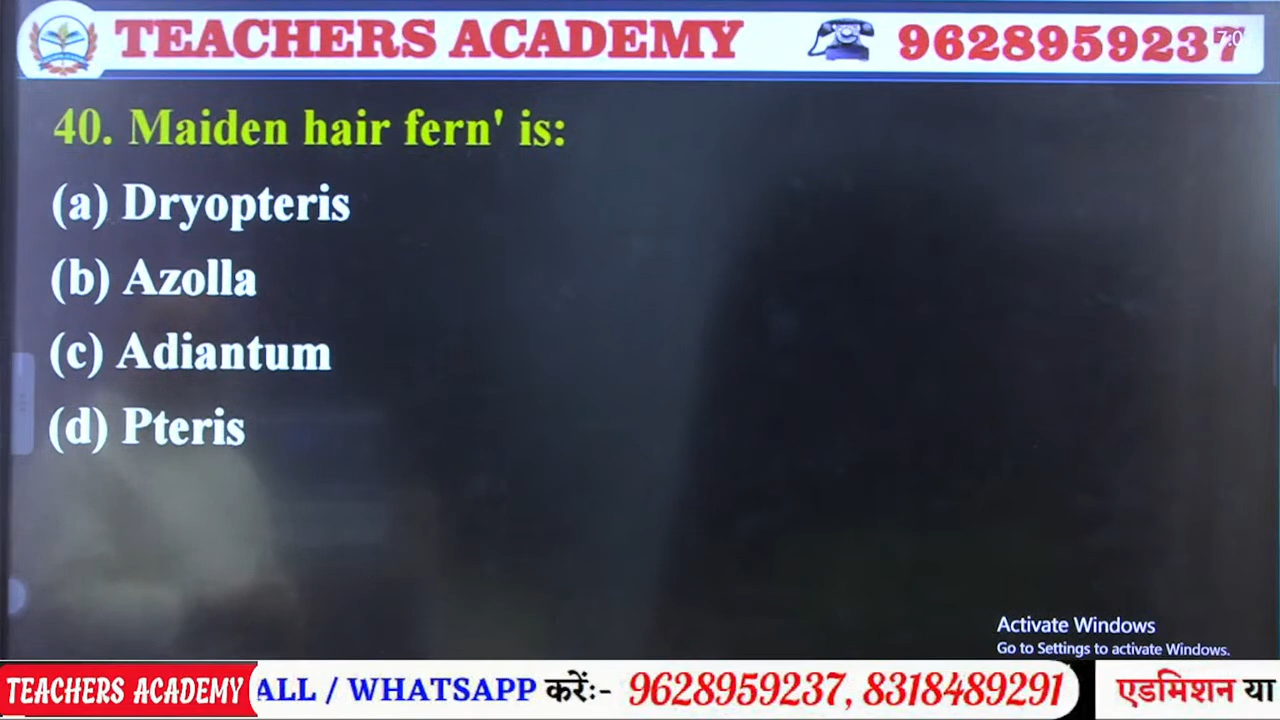 TEACHERS ACADEMY
9628959237
40. Maiden hair fern' is:
(a) Dryopteris
(b) Azolla
(c) Adiantum
(d) Pteris
Activate Windows
Go to Settings to activate Windows.
TEACHERS ACADEMY ALL / WHATSAPP करेंः- 9628959237, 8318489291 एडमिशन या